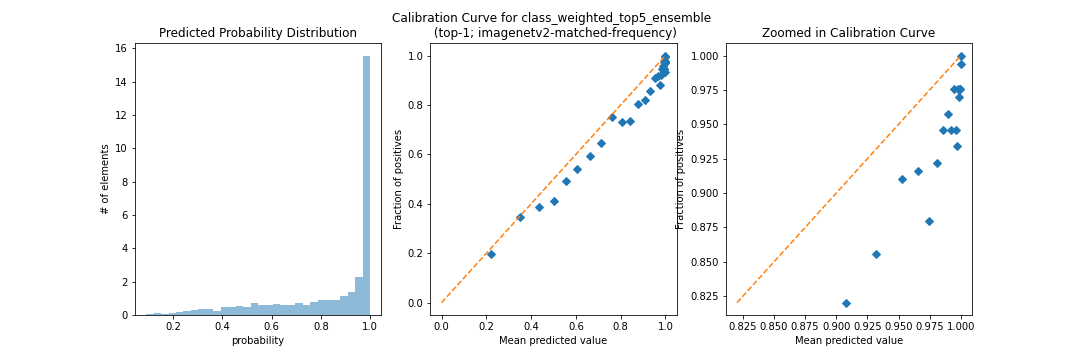 Calibration Curve for class_weighted_top5_ensemble
(top-1; imagenetv2-matched-frequency)
Predicted Probability Distribution
# of elements
16
14
12
10
8
6
4
2
0
0.2 0.4 0.6 0.8 1.0
probability
Fraction of positives
1.0
0.8
0.6
0.4
0.2
0.0
0.0 0.2 0.4 0.6 0.8 1.0
Mean predicted value
Zoomed in Calibration Curve
Fraction of positives
1.000
0.975
0.950
0.925
0.900
0.875
0.850
0.825
0.825 0.850 0.875 0.900 0.925 0.950 0.975 1.000
Mean predicted value